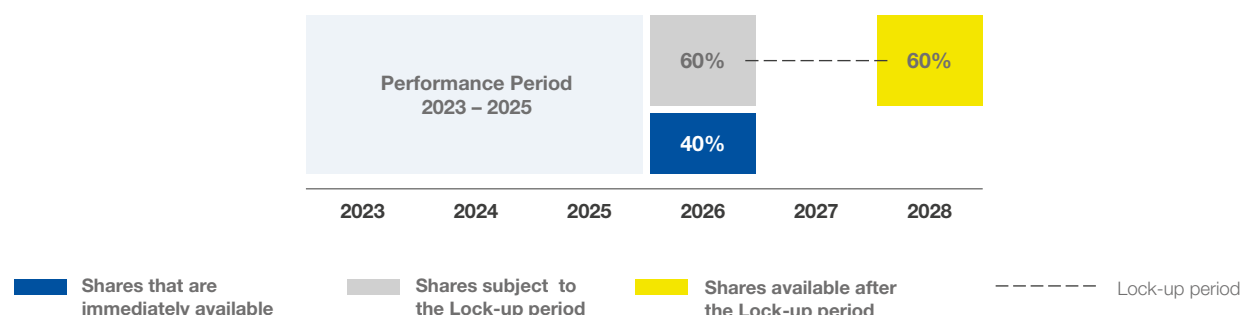 60%
60%
Performance Period
2023 – 2025
40%
2023 2024 2025 2026 2027 2028
Shares that are
immediately available
Shares subject to
the Lock-up period
Shares available after
the Lock-up period
Lock-up period